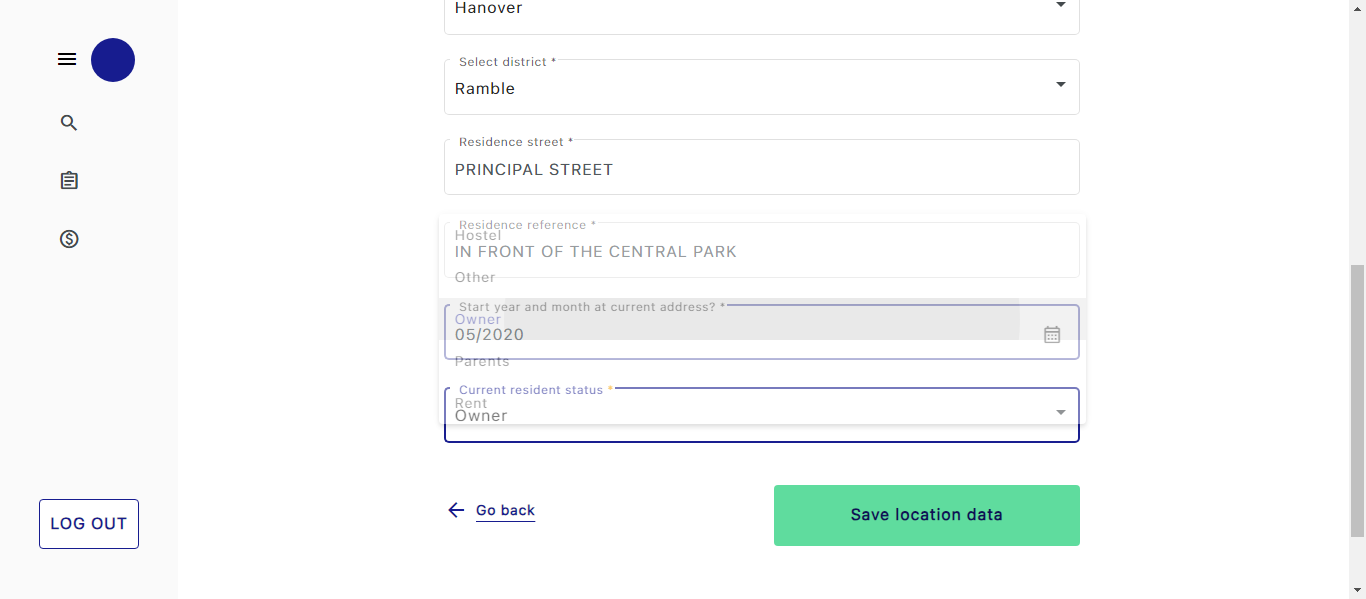 Hanover
Select district *
Ramble
Residence street *
PRINCIPAL STREET
Residence reference *
Hostel
IN FRONT OF THE CENTRAL PARK
Other
Start year and month at current address? *
Owner
05/2020
Parents
Current resident status *
Rent
Owner
Go back
Save location data
LOG OUT